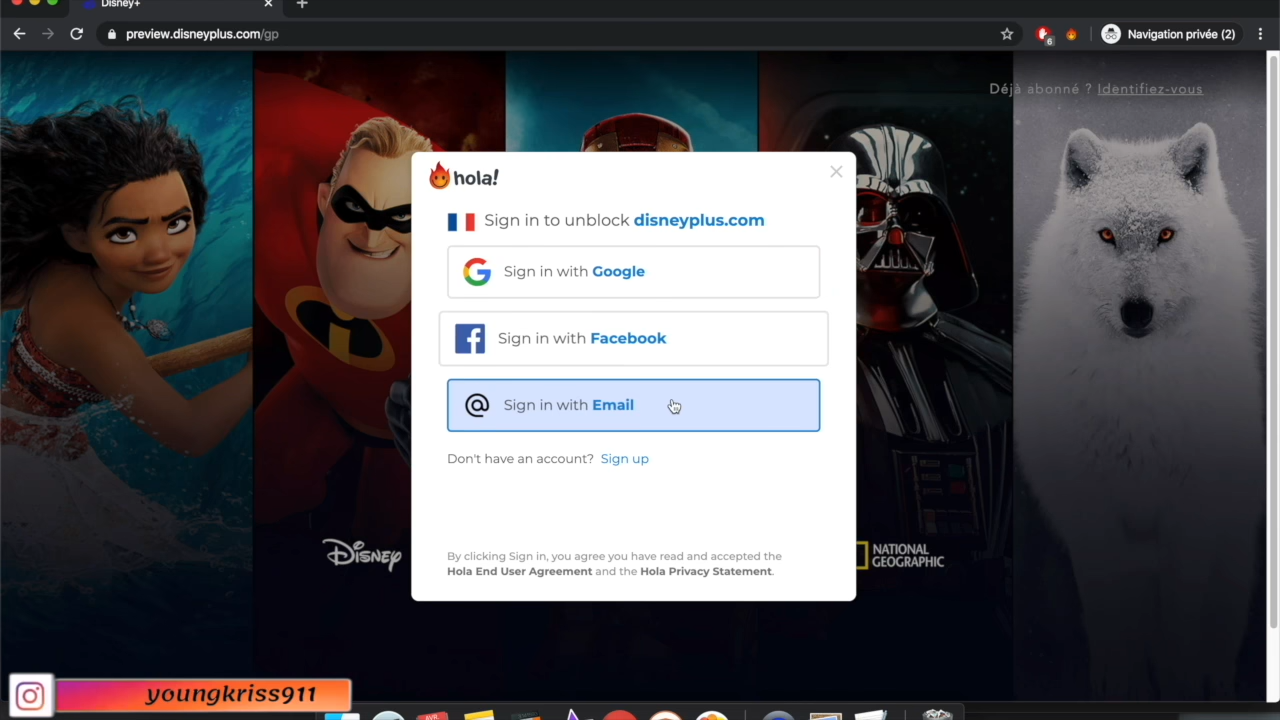 Disney+
preview.disneyplus.com/gp
6
Navigation privée (2)
Déjà abonné ? Identifiez-vous
hola!
Sign in to unblock disneyplus.com
Sign in with Google
Sign in with Facebook
Sign in with Email
Don't have an account? Sign up
By clicking Sign in, you agree you have read and accepted the
Hola End User Agreement and the Hola Privacy Statement.
Disney
NATIONAL
GEOGRAPHIC
youngkriss911